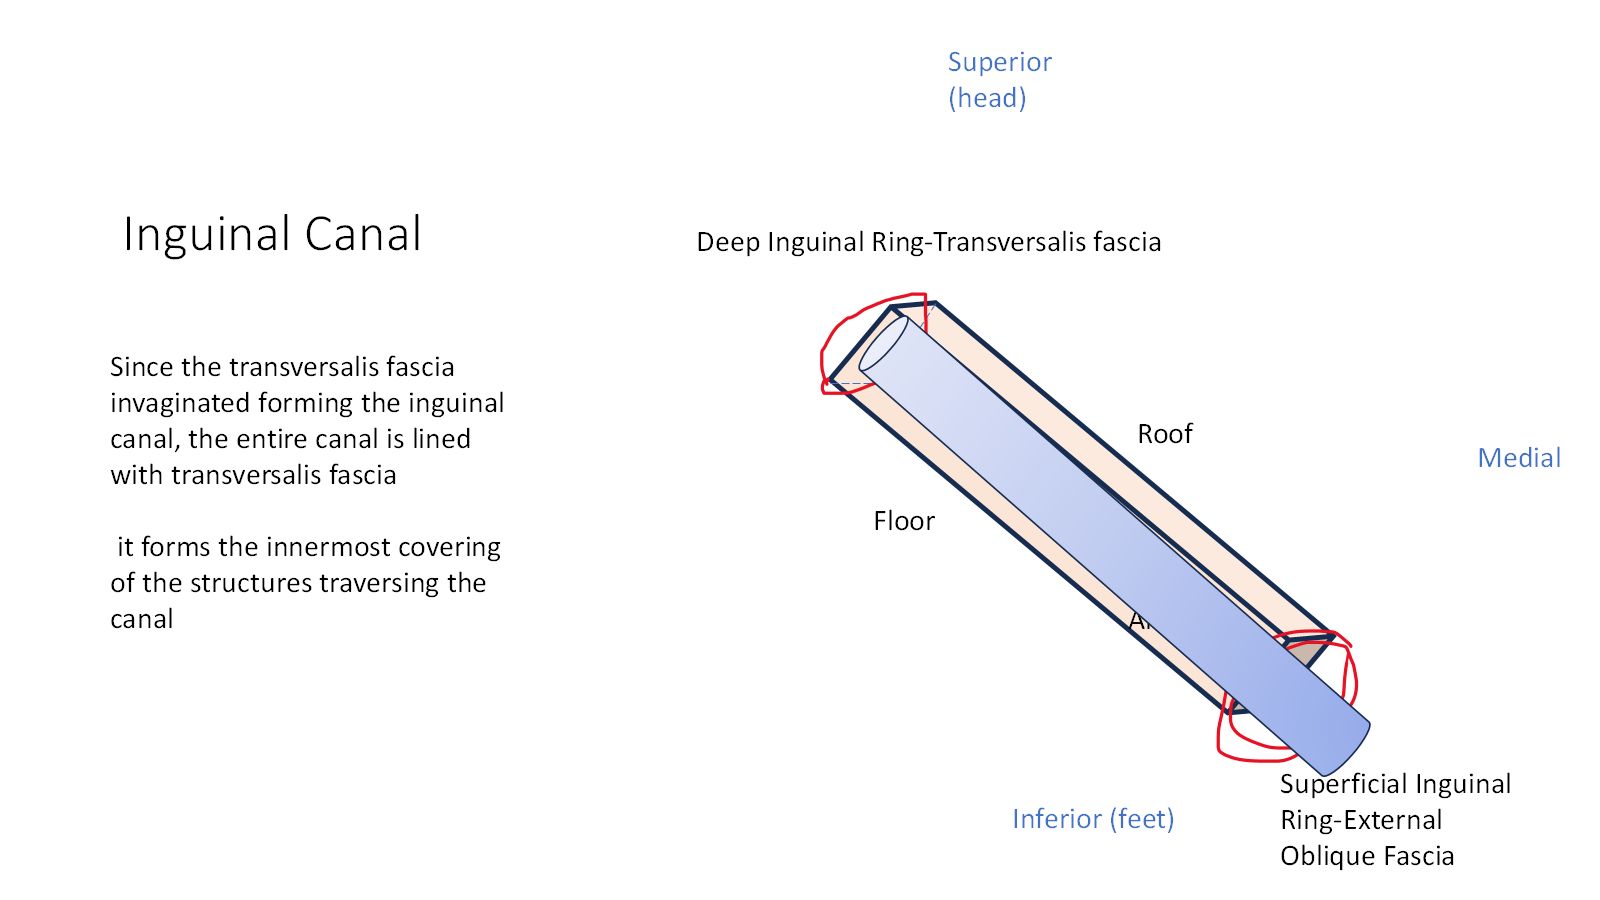 Superior
(head)
Inguinal Canal
Deep Inguinal Ring-Transversalis fascia
Since the transversalis fascia
invaginated forming the inguinal
canal, the entire canal is lined
with transversalis fascia
it forms the innermost covering
of the structures traversing the
canal
Roof
Medial
Floor
Inferior (feet)
Superficial Inguinal
Ring-External
Oblique Fascia